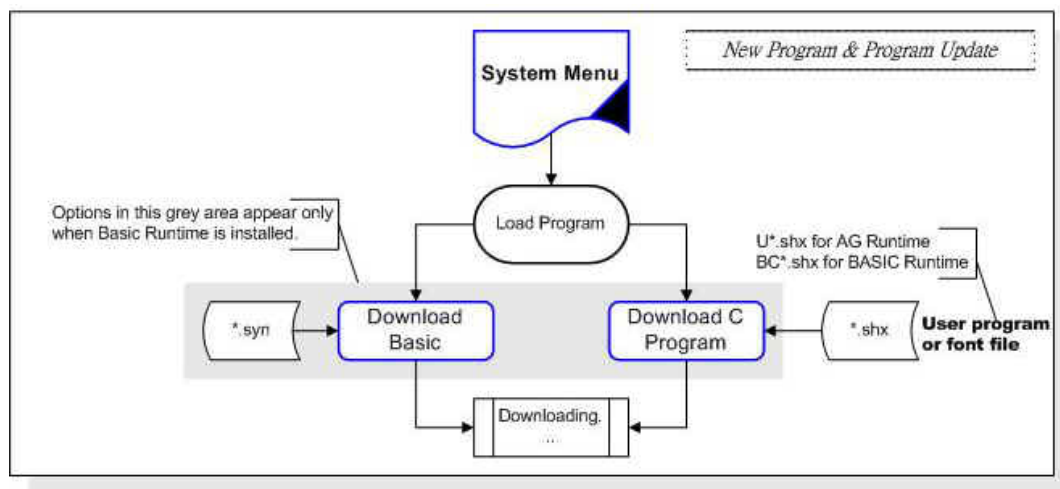 New Program & Program Update
System Menu
Load Program
Options in this grey area appear only
when Basic Runtime is installed.
U*.shx for AG Runtime
BC*.shx for BASIC Runtime
*.syn
Download
Basic
Download C
Program
*.shx
User program
or font file
Downloading.
...